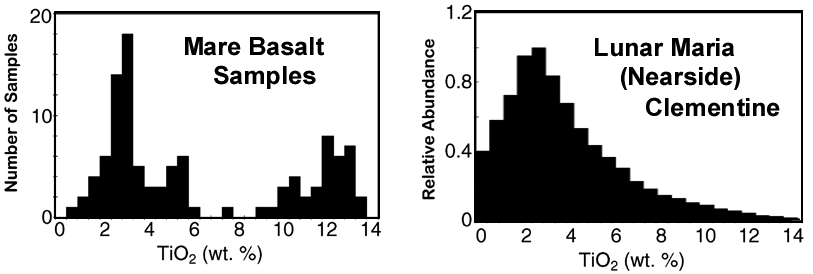 20
10
0
Number of Samples
Mare Basalt
Samples
0 2 4 6 8 10 12 14
TiO₂ (wt. %)
1.2
0.8
0.4
0
Relative Abundance
Lunar Maria
(Nearside)
Clementine
0 2 4 6 8 10 12 14
TiO₂ (wt. %)